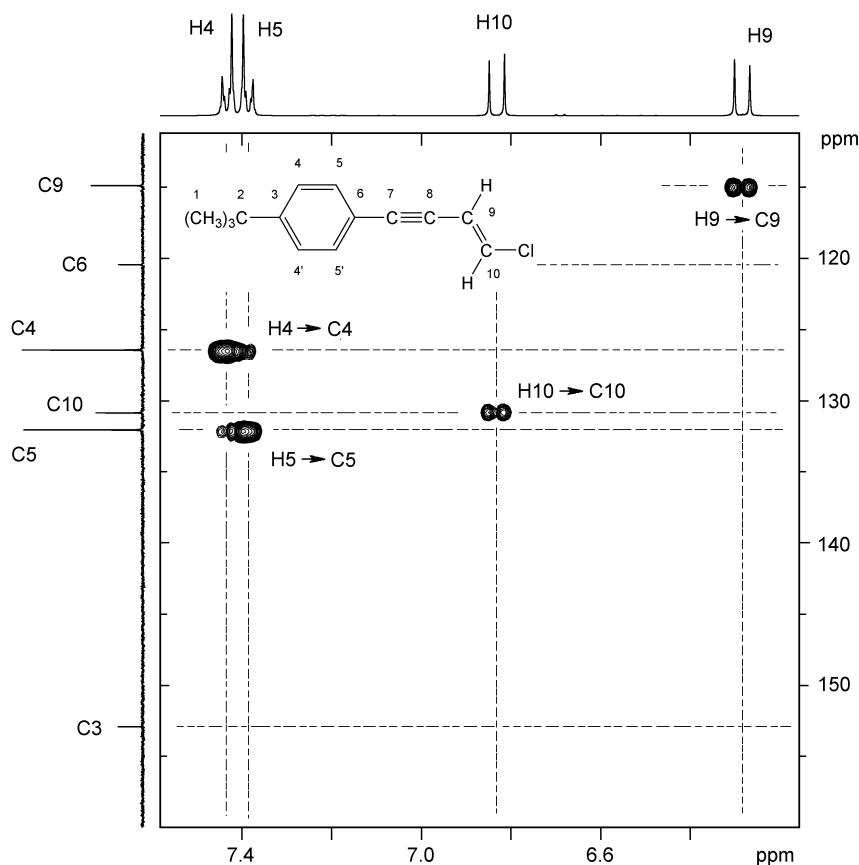 H4
H5
H10
H9
ppm
C9
C6
C4
C10
C5
C3
1
2
3
4
5
6
7
8
(CH₃)₃C
4'
5'
H
9
Cl
H
10
H9 → C9
H4 → C4
H10 → C10
H5 → C5
120
130
140
150
7.4
7.0
6.6
ppm